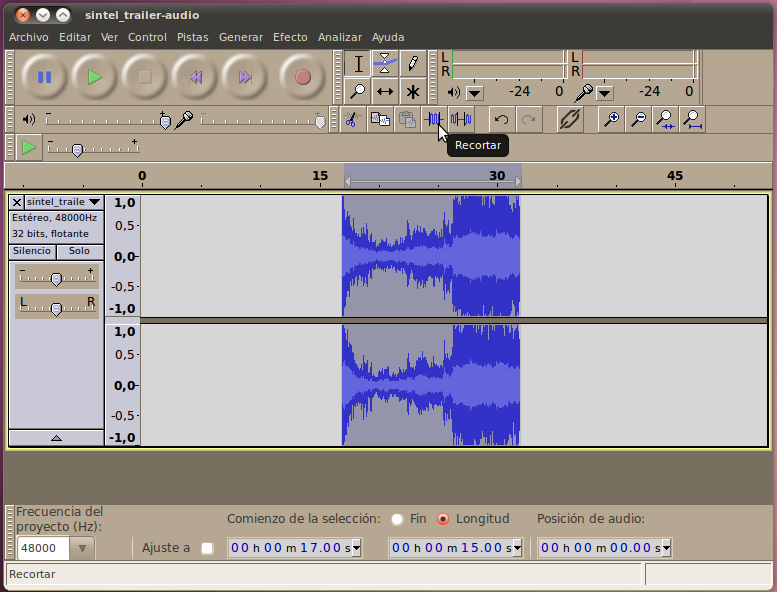 sintel_trailer-audio
Archivo Editar Ver Control Pistas Generar Efecto Analizar Ayuda
L
R
-24 0
L
R
-24 0
- +
- +
Recortar
- +
0 15 30 45
sintel_traile
Estéreo, 48000Hz
32 bits, flotante
Silencio Solo
- +
L R
1,0
0,5
0,0
-0,5
-1,0
1,0
0,5
0,0
-0,5
-1,0
Frecuencia del
proyecto (Hz):
48000
Ajuste a
Comienzo de la selección: Fin Longitud
00 h 00 m 17.00 s 00 h 00 m 15.00 s
Posición de audio:
00 h 00 m 00.00 s
Recortar